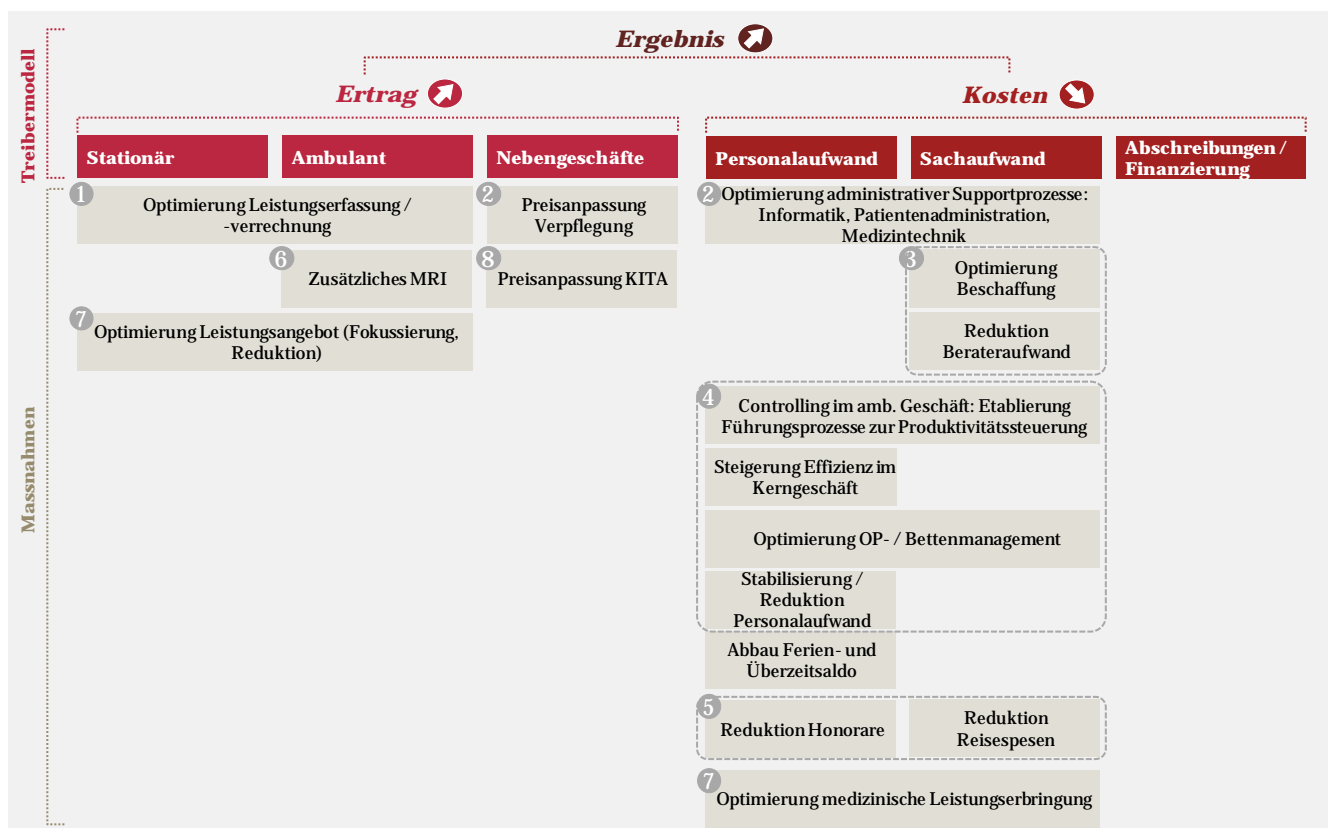 Treibermodell
Ergebnis
Ertrag
Kosten
Stationär
Ambulant
Nebengeschäfte
Personalaufwand
Sachaufwand
Abschreibungen /
Finanzierung
Massnahmen
1
Optimierung Leistungserfassung /
-verrechnung
2
Preisanpassung
Verpflegung
2
Optimierung administrativer Supportprozesse:
Informatik, Patientenadministration,
Medizintechnik
6
Zusätzliches MRI
8
Preisanpassung KITA
3
Optimierung
Beschaffung
7
Optimierung Leistungsangebot (Fokussierung,
Reduktion)
Reduktion
Berateraufwand
4
Controlling im amb. Geschäft: Etablierung
Führungsprozesse zur Produktivitätssteuerung
Steigerung Effizienz im
Kerngeschäft
Optimierung OP- / Bettenmanagement
Stabilisierung /
Reduktion
Personalaufwand
Abbau Ferien- und
Überzeitsaldo
5
Reduktion Honorare
Reduktion
Reisespesen
7
Optimierung medizinische Leistungserbringung